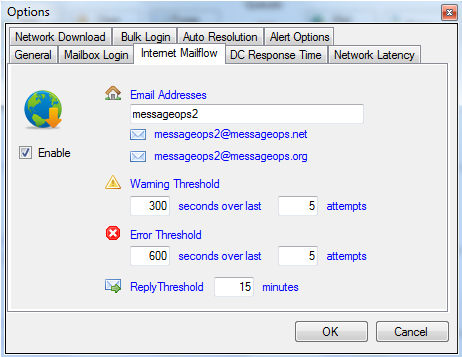 Options
Network Download Bulk Login Auto Resolution Alert Options
General Mailbox Login Internet Mailflow DC Response Time Network Latency
Email Addresses
messageops2
messageops2@messageops.net
messageops2@messageops.org
Enable
Warning Threshold
300 seconds over last 5 attempts
Error Threshold
600 seconds over last 5 attempts
ReplyThreshold 15 minutes
OK Cancel